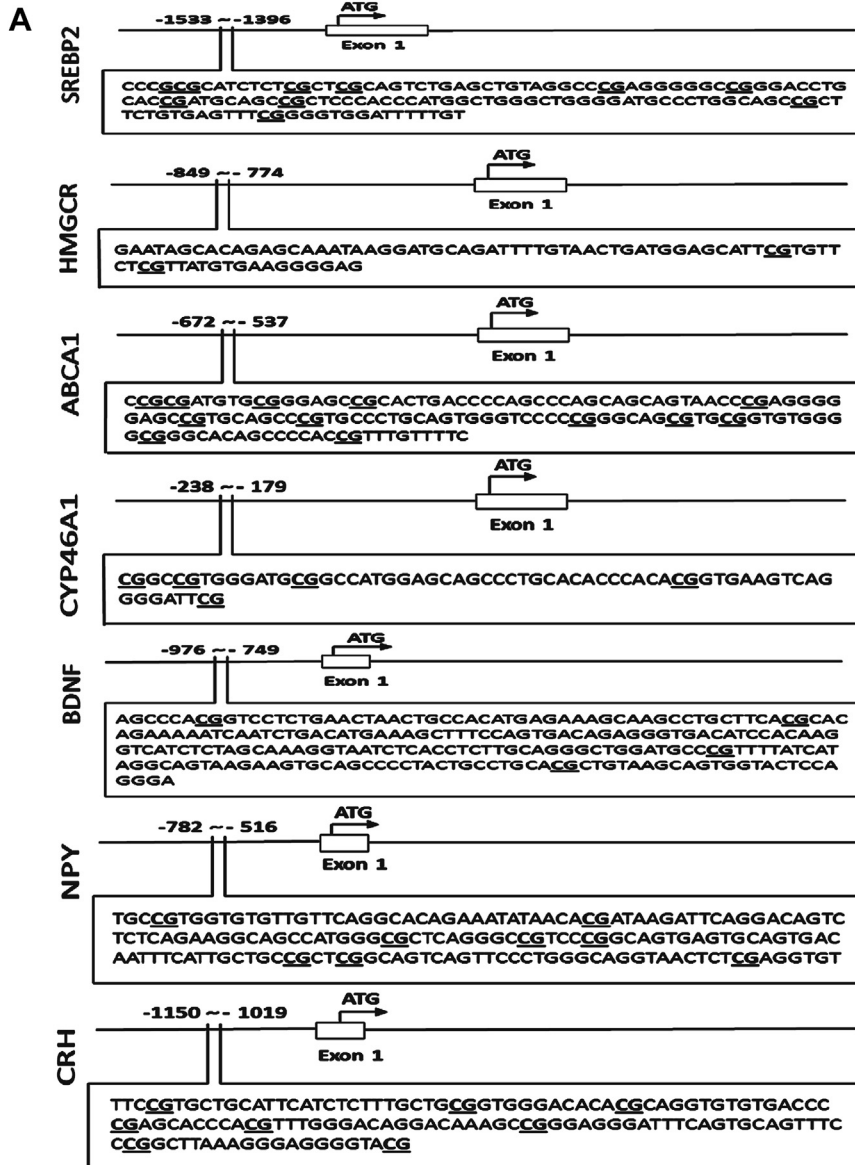 A
SREBP2
-1533 ~-1396
ATG
Exon 1
CCCGCGCATCTCTCGCTCGCAGTCTGAGCTGTAGGCCCGAGGGGGCCGGGACCTG
CACCGATGCAGCCGCTCCCACCCATGGCTGGGCTGGGGATGCCCTGGCAGCCGCT
TCTGTGAGTTTCGGGGTGGATTTTTGT
HMGCR
-849 ~- 774
ATG
Exon 1
GAATAGCACAGAGCAAATAAGGATGCAGATTTTGTAACTGATGGAGCATTCGTGTT
CTCGTTATGTGAAGGGGAG
ABCA1
-672 ~- 537
ATG
Exon 1
CCGCGATGTGCGGGAGCCGCACTGACCCCAGCCCAGCAGCAGTAACCCGAGGGG
GAGCCGTGCAGCCCGTGCCCTGCAGTGGGTCCCCCGGGCAGCGTGCGGTGTGGG
GCGGGCACAGCCCCACCGTTTGTTTTC
CYP46A1
-238 ~- 179
ATG
Exon 1
CGGCCGTGGGATGCGGCCATGGAGCAGCCCTGCACACCCACACGGTGAAGTCAG
GGGATTCG
BDNF
-976 ~- 749
ATG
Exon 1
AGCCCACGGTCCTCTGAACTAACTGCCACATGAGAAAGCAAGCCTGCTTCACGCAC
AGAAAAATCAATCTGACATGAAAGCTTTCCAGTGACAGAGGGTGACATCCACAAG
GTCATCTCTAGCAAAGGTAATCTCACCTCTTGCAGGGCTGGATGCCCGTTTTATCAT
AGGCAGTAAGAAGTGCAGCCCCTACTGCCTGCACGCTGTAAGCAGTGGTACTCCA
GGGA
NPY
-782 ~- 516
ATG
Exon 1
TGCCGTGGTGTGTTGTTCAGGCACAGAAATATAACACGATAAGATTCAGGACAGTC
TCTCAGAAGGCAGCCATGGGCGCTCAGGGCCGTCCCGGCAGTGAGTGCAGTGAC
AATTTCATTGCTGCCGCTCGGCAGTCAGTTCCCTGGGCAGGTAACTCTCGAGGTGT
CRH
-1150 ~- 1019
ATG
Exon 1
TTCCGTGCTGCATTCATCTCTTTGCTGCGGTGGGACACACGCAGGTGTGTGACCC
CGAGCACCCACGTTTGGGACAGGACAAAGCCGGGAGGGATTTCAGTGCAGTTTC
CCGGCTTAAAGGGAGGGGTACG